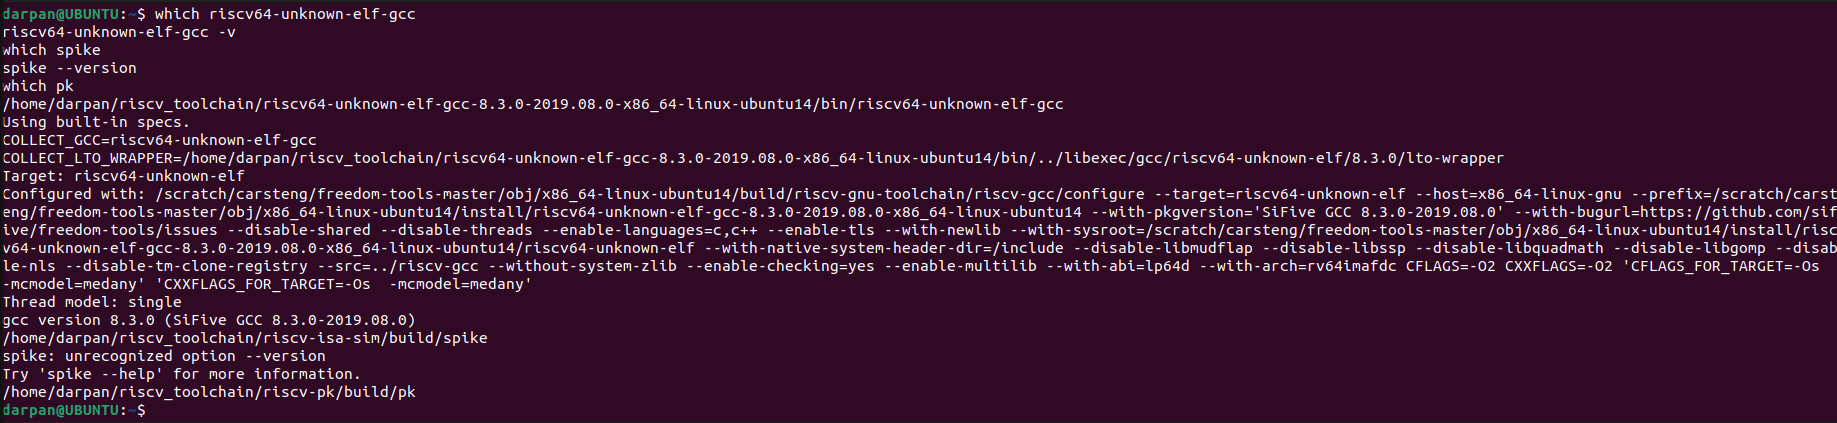 darpan@UBUNTU:~$ which riscv64-unknown-elf-gcc
riscv64-unknown-elf-gcc -v
which spike
spike --version
which pk
/home/darpan/riscv_toolchain/riscv64-unknown-elf-gcc-8.3.0-2019.08.0-x86_64-linux-ubuntu14/bin/riscv64-unknown-elf-gcc
Using built-in specs.
COLLECT_GCC=riscv64-unknown-elf-gcc
COLLECT_LTO_WRAPPER=/home/darpan/riscv_toolchain/riscv64-unknown-elf-gcc-8.3.0-2019.08.0-x86_64-linux-ubuntu14/bin/../libexec/gcc/riscv64-unknown-elf/8.3.0/lto-wrapper
Target: riscv64-unknown-elf
Configured with: /scratch/carsteng/freedom-tools-master/obj/x86_64-linux-ubuntu14/build/riscv-gnu-toolchain/riscv-gcc/configure --target=riscv64-unknown-elf --host=x86_64-linux-gnu --prefix=/scratch/carst
eng/freedom-tools-master/obj/x86_64-linux-ubuntu14/install/riscv64-unknown-elf-gcc-8.3.0-2019.08.0-x86_64-linux-ubuntu14 --with-pkgversion='SiFive GCC 8.3.0-2019.08.0' --with-bugurl=https://github.com/sif
ive/freedom-tools/issues --disable-shared --disable-threads --enable-languages=c,c++ --enable-tls --with-newlib --with-sysroot=/scratch/carsteng/freedom-tools-master/obj/x86_64-linux-ubuntu14/install/risc
v64-unknown-elf-gcc-8.3.0-2019.08.0-x86_64-linux-ubuntu14/riscv64-unknown-elf --with-native-system-header-dir=/include --disable-libmudflap --disable-libssp --disable-libquadmath --disable-libgomp --disab
le-nls --disable-tm-clone-registry --src=../riscv-gcc --without-system-zlib --enable-checking=yes --enable-multilib --with-abi=lp64d --with-arch=rv64imafdc CFLAGS=-O2 CXXFLAGS=-O2 'CFLAGS_FOR_TARGET=-Os
-mcmodel=medany' 'CXXFLAGS_FOR_TARGET=-Os  -mcmodel=medany'
Thread model: single
gcc version 8.3.0 (SiFive GCC 8.3.0-2019.08.0)
/home/darpan/riscv_toolchain/riscv-isa-sim/build/spike
spike: unrecognized option --version
Try 'spike --help' for more information.
/home/darpan/riscv_toolchain/riscv-pk/build/pk
darpan@UBUNTU:~$